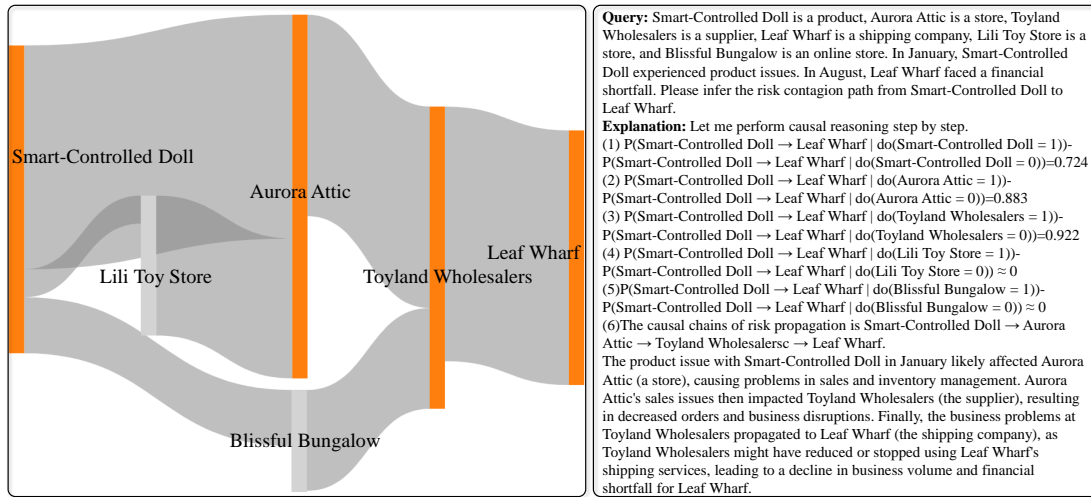 Smart-Controlled Doll
Aurora Attic
Lili Toy Store
Leaf Wharf
Toyland Wholesalers
Blissful Bungalow
Query: Smart-Controlled Doll is a product, Aurora Attic is a store, Toyland
Wholesalers is a supplier, Leaf Wharf is a shipping company, Lili Toy Store is a
store, and Blissful Bungalow is an online store. In January, Smart-Controlled
Doll experienced product issues. In August, Leaf Wharf faced a financial
shortfall. Please infer the risk contagion path from Smart-Controlled Doll to
Leaf Wharf.
Explanation: Let me perform causal reasoning step by step.
(1) P(Smart-Controlled Doll → Leaf Wharf | do(Smart-Controlled Doll = 1))-
P(Smart-Controlled Doll → Leaf Wharf | do(Smart-Controlled Doll = 0))=0.724
(2) P(Smart-Controlled Doll → Leaf Wharf | do(Aurora Attic = 1))-
P(Smart-Controlled Doll → Leaf Wharf | do(Aurora Attic = 0))=0.883
(3) P(Smart-Controlled Doll → Leaf Wharf | do(Toyland Wholesalers = 1))-
P(Smart-Controlled Doll → Leaf Wharf | do(Toyland Wholesalers = 0))=0.922
(4) P(Smart-Controlled Doll → Leaf Wharf | do(Lili Toy Store = 1))-
P(Smart-Controlled Doll → Leaf Wharf | do(Lili Toy Store = 0)) ≈ 0
(5)P(Smart-Controlled Doll → Leaf Wharf | do(Blissful Bungalow = 1))-
P(Smart-Controlled Doll → Leaf Wharf | do(Blissful Bungalow = 0)) ≈ 0
(6)The causal chains of risk propagation is Smart-Controlled Doll → Aurora
Attic → Toyland Wholesalersc → Leaf Wharf.
The product issue with Smart-Controlled Doll in January likely affected Aurora
Attic (a store), causing problems in sales and inventory management. Aurora
Attic's sales issues then impacted Toyland Wholesalers (the supplier), resulting
in decreased orders and business disruptions. Finally, the business problems at
Toyland Wholesalers propagated to Leaf Wharf (the shipping company), as
Toyland Wholesalers might have reduced or stopped using Leaf Wharf's
shipping services, leading to a decline in business volume and financial
shortfall for Leaf Wharf.